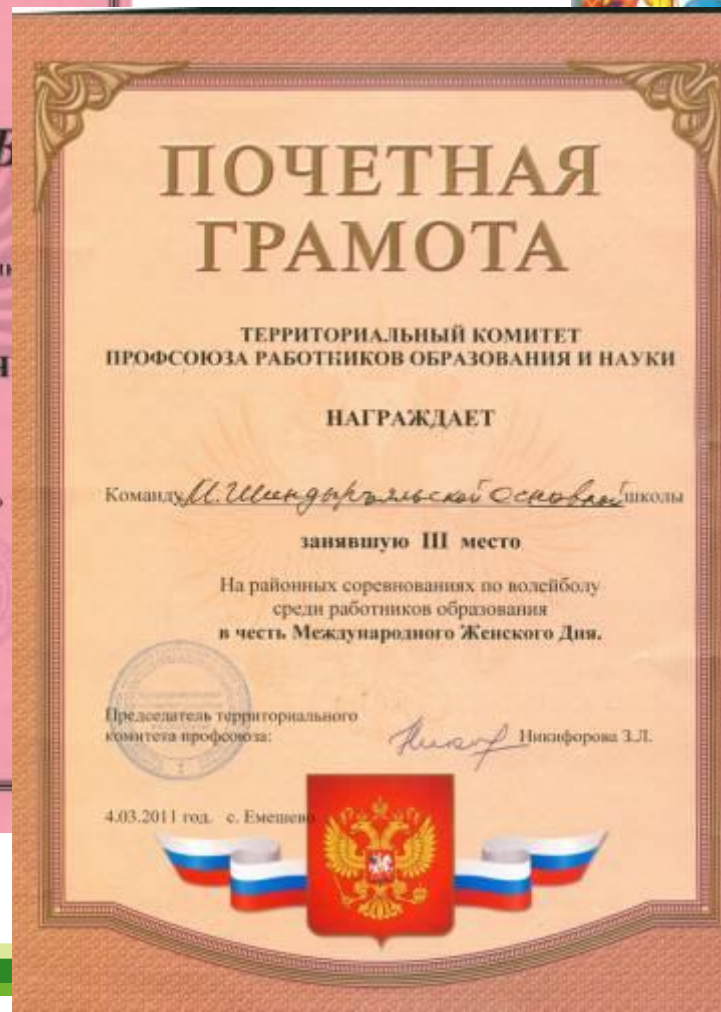 ПОЧЕТНАЯ
ГРАМОТА
ТЕРРИТОРИАЛЬНЫЙ КОМИТЕТ
ПРОФСОЮЗА РАБОТНИКОВ ОБРАЗОВАНИЯ И НАУКИ
НАГРАЖДАЕТ
Команду М. Шиндыръяльской основной школы
занявшую III место
На районных соревнованиях по волейболу
среди работников образования
в честь Международного Женского Дня.
Председатель территориального
комитета профсоюза: Никифорова З.Л.
4.03.2011 год. с. Емешево